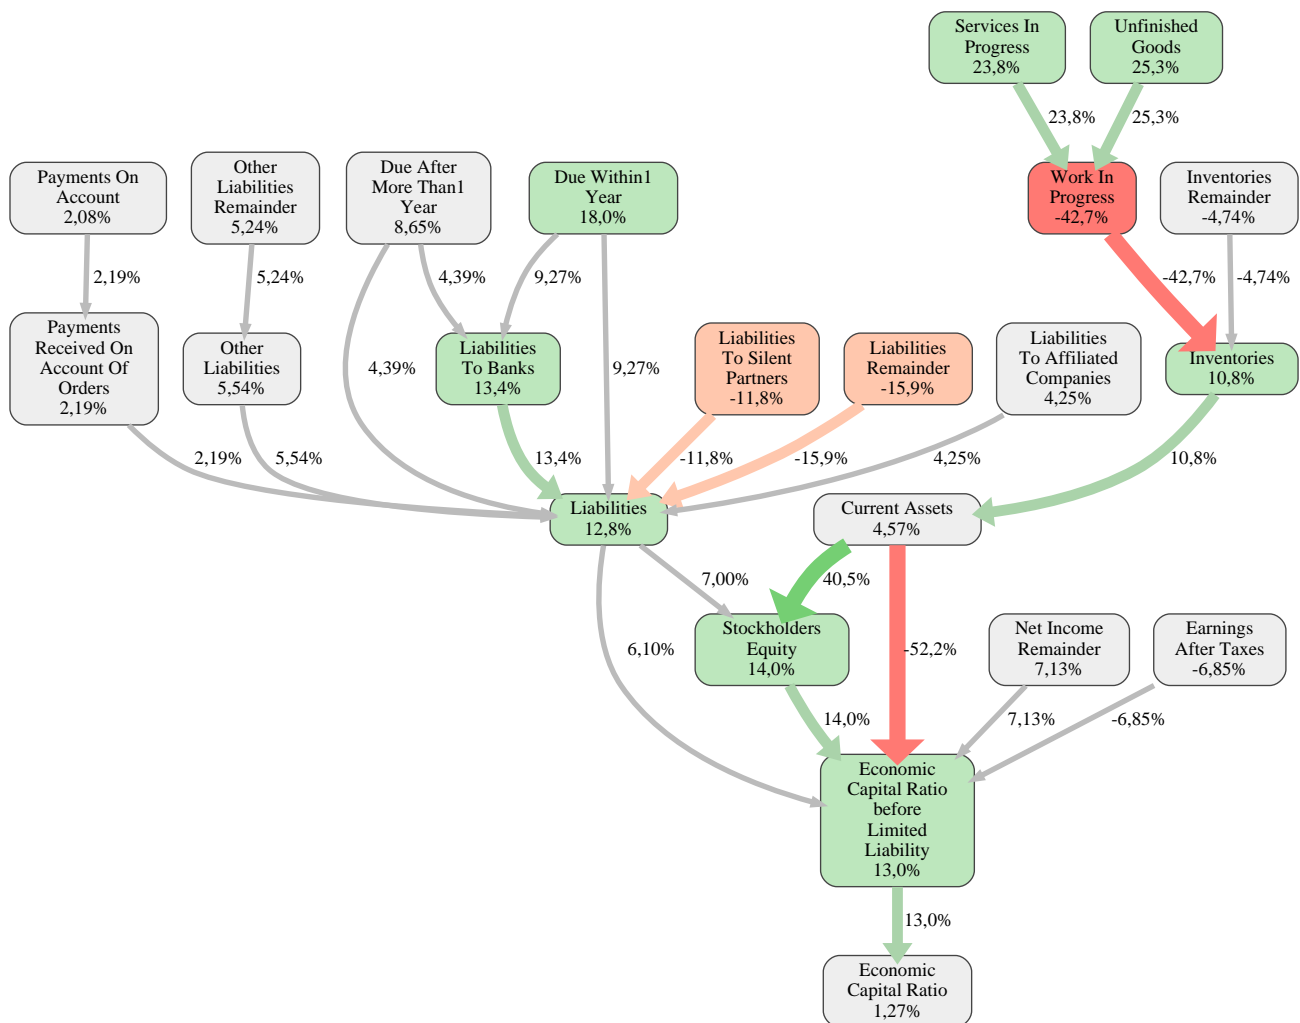 Services In
Progress
23,8%
Unfinished
Goods
25,3%
23,8%
25,3%
Payments On
Account
2,08%
Other
Liabilities
Remainder
5,24%
Due After
More Than1
Year
8,65%
Due Within1
Year
18,0%
Work In
Progress
-42,7%
Inventories
Remainder
-4,74%
2,19%
5,24%
4,39%
9,27%
-42,7%
-4,74%
Payments
Received On
Account Of
Orders
2,19%
Other
Liabilities
5,54%
4,39%
Liabilities
To Banks
13,4%
9,27%
Liabilities
To Silent
Partners
-11,8%
Liabilities
Remainder
-15,9%
Liabilities
To Affiliated
Companies
4,25%
Inventories
10,8%
2,19%
5,54%
13,4%
-11,8%
-15,9%
4,25%
10,8%
Liabilities
12,8%
Current Assets
4,57%
7,00%
40,5%
6,10%
Stockholders
Equity
14,0%
-52,2%
Net Income
Remainder
7,13%
Earnings
After Taxes
-6,85%
14,0%
7,13%
-6,85%
Economic
Capital Ratio
before
Limited
Liability
13,0%
13,0%
Economic
Capital Ratio
1,27%